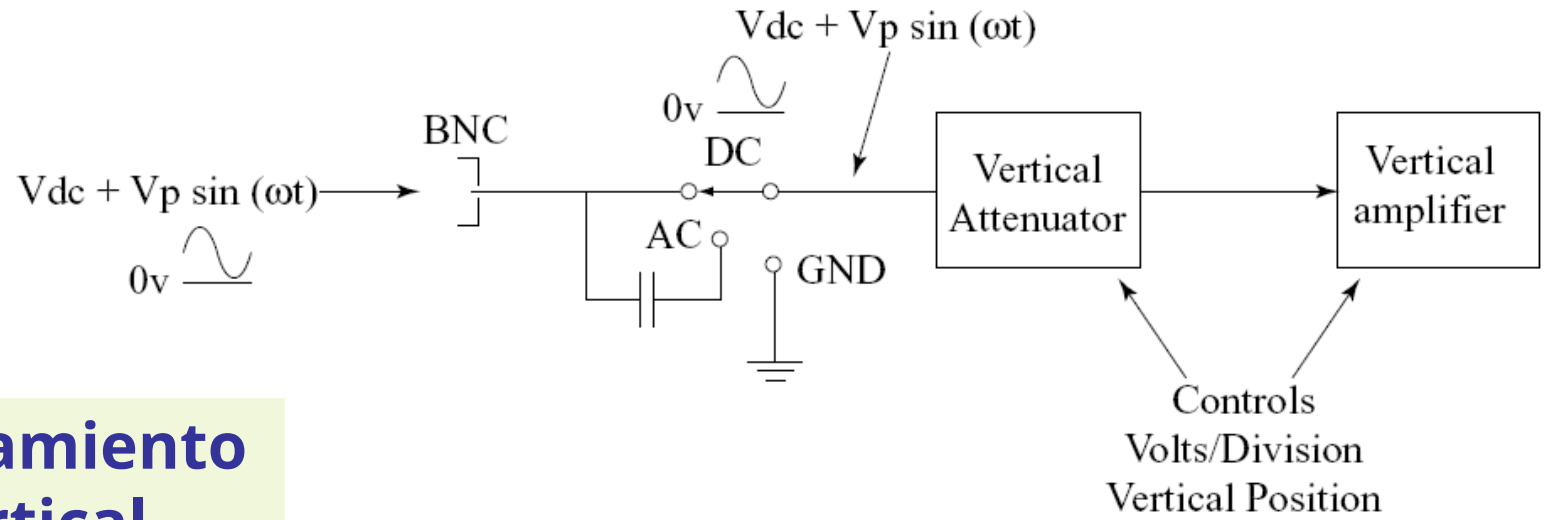 Vdc + Vp sin (ωt)
0v
BNC
Vdc + Vp sin (ωt)
0v
DC
AC
GND
Vertical
Attenuator
Vertical
amplifier
Controls
Volts/Division
Vertical Position
amiento